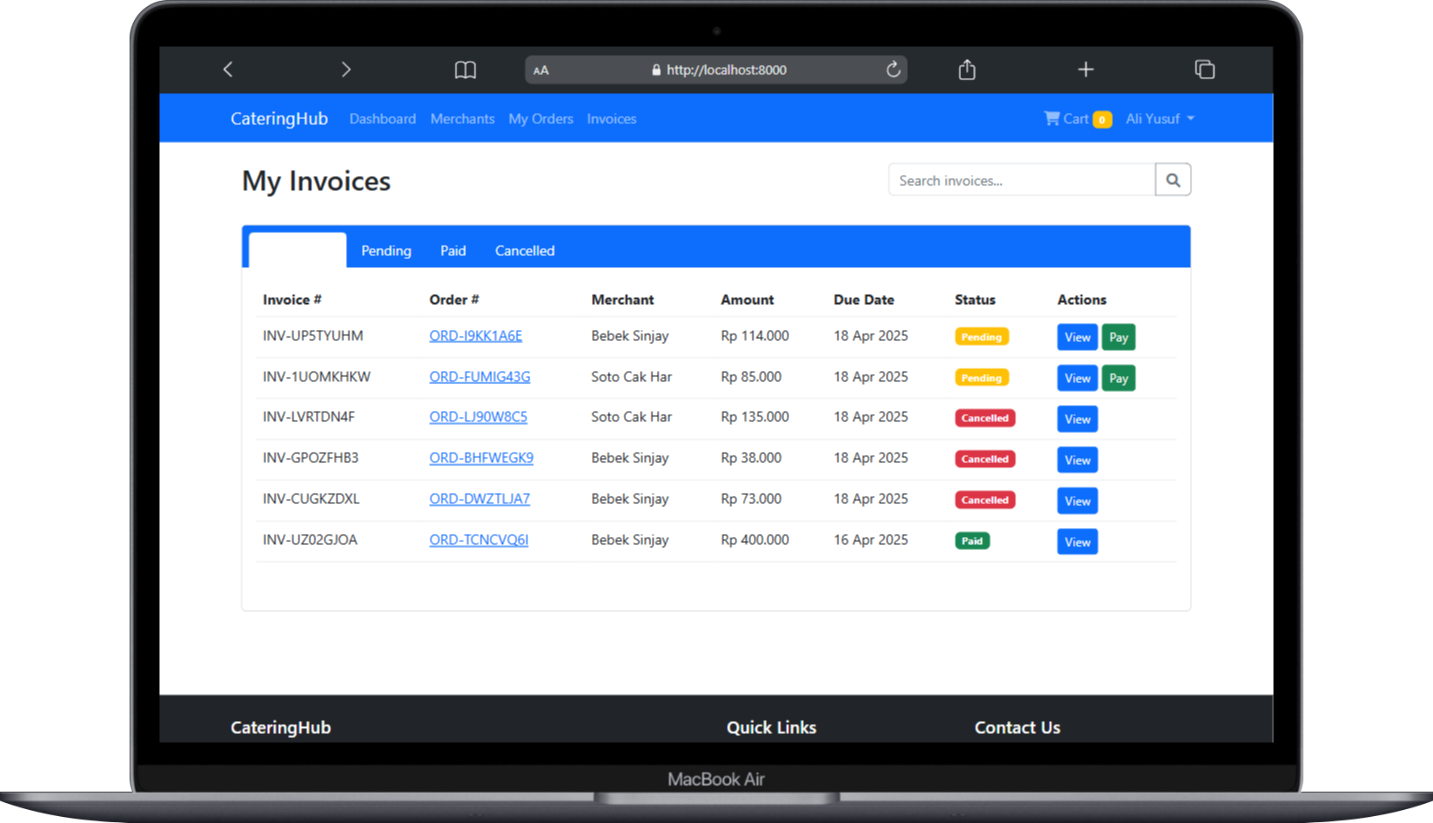 AA http://localhost:8000
CateringHub Dashboard Merchants My Orders Invoices Cart 0 Ali Yusuf
My Invoices Search invoices...
Pending Paid Cancelled
Invoice # Order # Merchant Amount Due Date Status Actions
INV-UP5TYUHM ORD-I9KK1A6E Bebek Sinjay Rp 114.000 18 Apr 2025 Pending View Pay
INV-1UOMKHKW ORD-FUMIG43G Soto Cak Har Rp 85.000 18 Apr 2025 Pending View Pay
INV-LVRTDN4F ORD-LJ90W8C5 Soto Cak Har Rp 135.000 18 Apr 2025 Cancelled View
INV-GPOZFHB3 ORD-BHFWEGK9 Bebek Sinjay Rp 38.000 18 Apr 2025 Cancelled View
INV-CUGKZDXL ORD-DWZTLJA7 Bebek Sinjay Rp 73.000 18 Apr 2025 Cancelled View
INV-UZ02GJOA ORD-TCNCVQ6I Bebek Sinjay Rp 400.000 16 Apr 2025 Paid View
CateringHub Quick Links Contact Us
MacBook Air